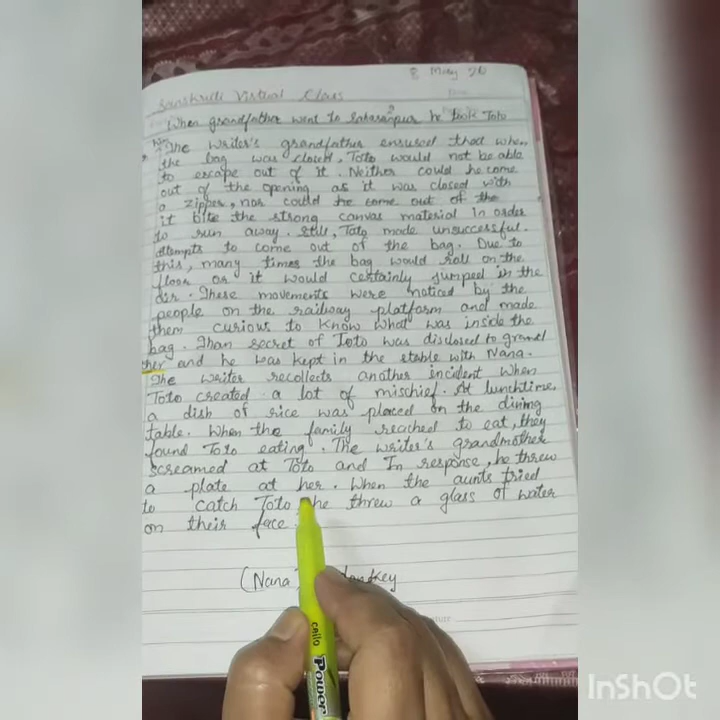 8 May 20
Sanskriti Virtual Class
When grandfather went to Saharanpur he took Toto
The writer's grandfather ensured that when
the bag was closed, Toto would not be able
to escape out of it. Neither could he come
out of the opening as it was closed with
a zipper, nor could he come out of the
it bite the strong canvas material in order
to run away. Still, Toto made unsuccessful
attempts to come out of the bag. Due to
this, many times the bag would roll on the
floor or it would certainly jumped in the
air. These movements were noticed by the
people on the railway platform and made
them curious to know what was inside the
bag. Than secret of Toto was disclosed to grand
her and he was kept in the stable with Nana.
The writer recollects another incident when
Toto created a lot of mischief. At lunchtime,
a dish of rice was placed on the dining
table. When the family reached to eat, they
found Toto eating. The writer's grandmother
screamed at Toto and In response, he threw
a plate at her. When the aunts tried
to catch Toto, he threw a glass of water
on their face
(Nana
cello
Power
InShOt